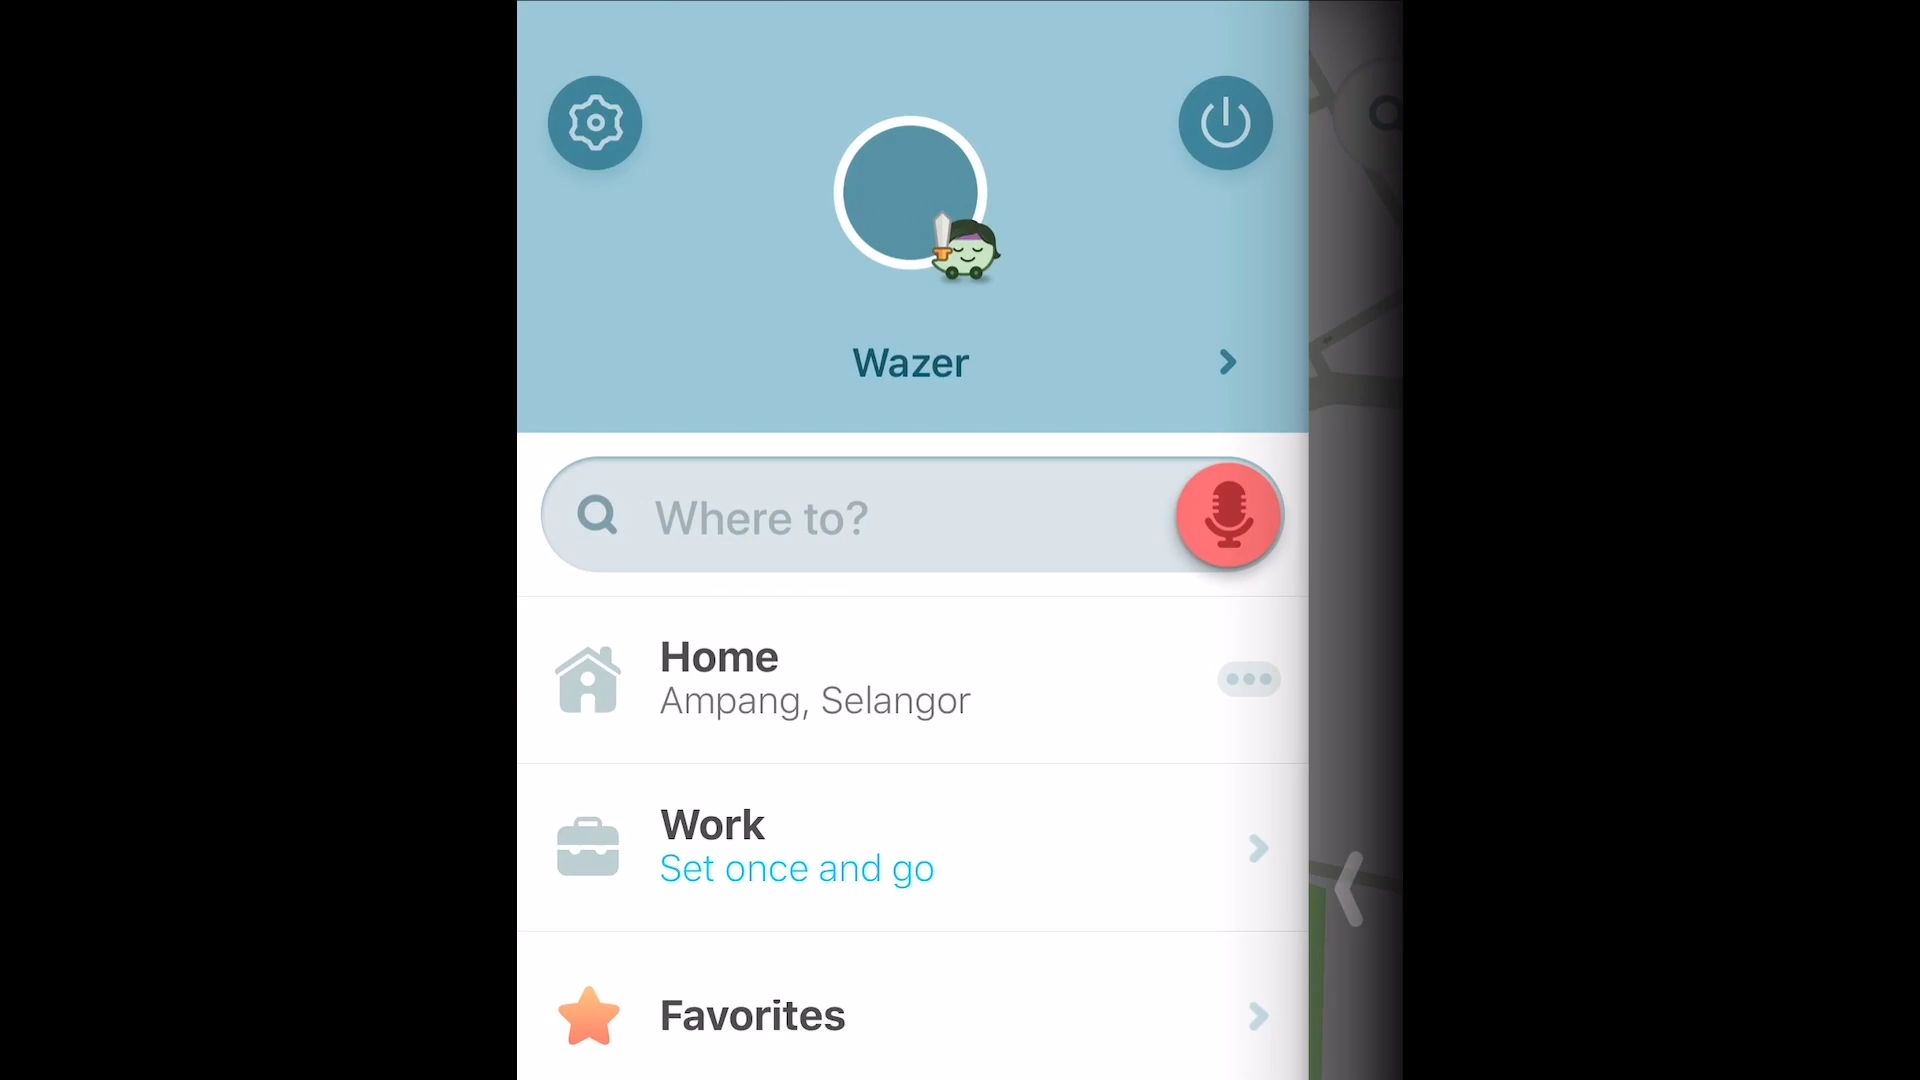 Wazer
Where to?
Home
Ampang, Selangor
Work
Set once and go
Favorites